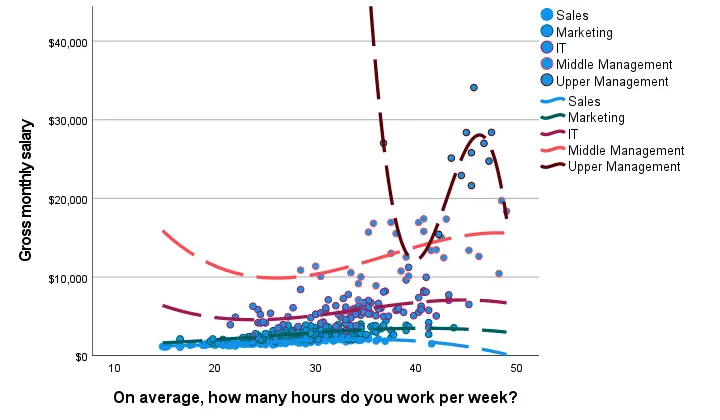 Sales
Marketing
IT
Middle Management
Upper Management
Sales
Marketing
IT
Middle Management
Upper Management
Gross monthly salary
$40,000
$30,000
$20,000
$10,000
$0
10 20 30 40 50
On average, how many hours do you work per week?